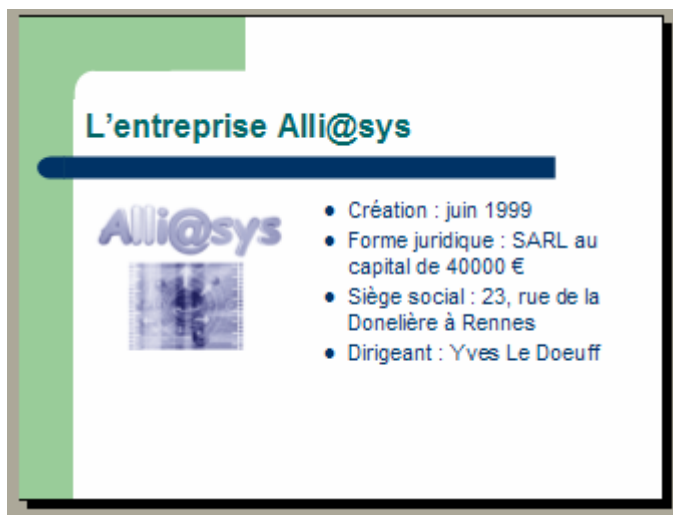 L'entreprise Alli@sys
Alli@sys
● Création : juin 1999
● Forme juridique : SARL au
capital de 40000 €
● Siège social : 23, rue de la
Donelière à Rennes
● Dirigeant : Yves Le Doeuff